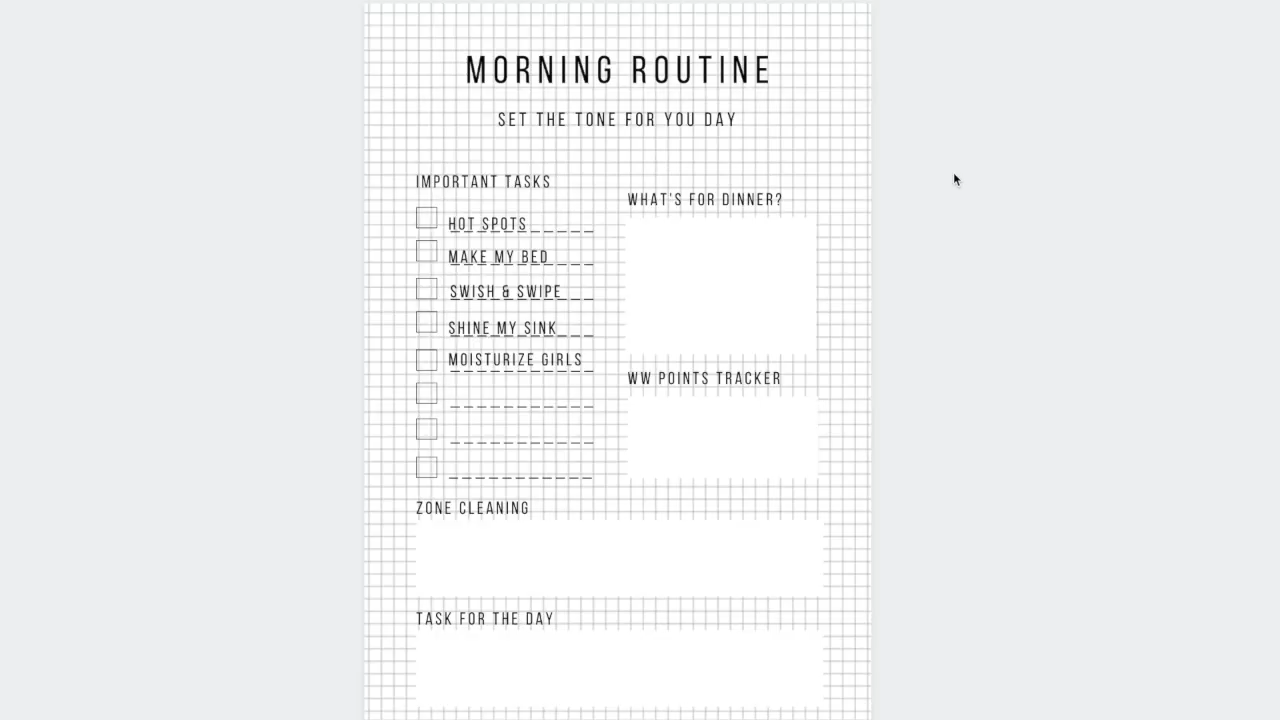 MORNING ROUTINE
SET THE TONE FOR YOU DAY
IMPORTANT TASKS
HOT SPOTS
MAKE MY BED
SWISH & SWIPE
SHINE MY SINK
MOISTURIZE GIRLS
WHAT'S FOR DINNER?
WW POINTS TRACKER
ZONE CLEANING
TASK FOR THE DAY